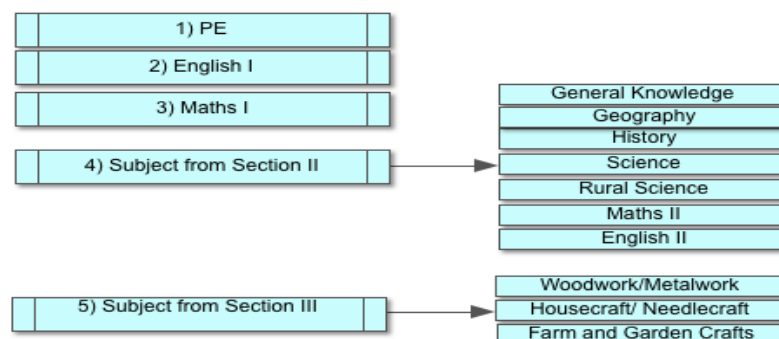 1) PE
2) English I
3) Maths I
4) Subject from Section II
General Knowledge
Geography
History
Science
Rural Science
Maths II
English II
5) Subject from Section III
Woodwork/Metalwork
Housecraft/ Needlecraft
Farm and Garden Crafts